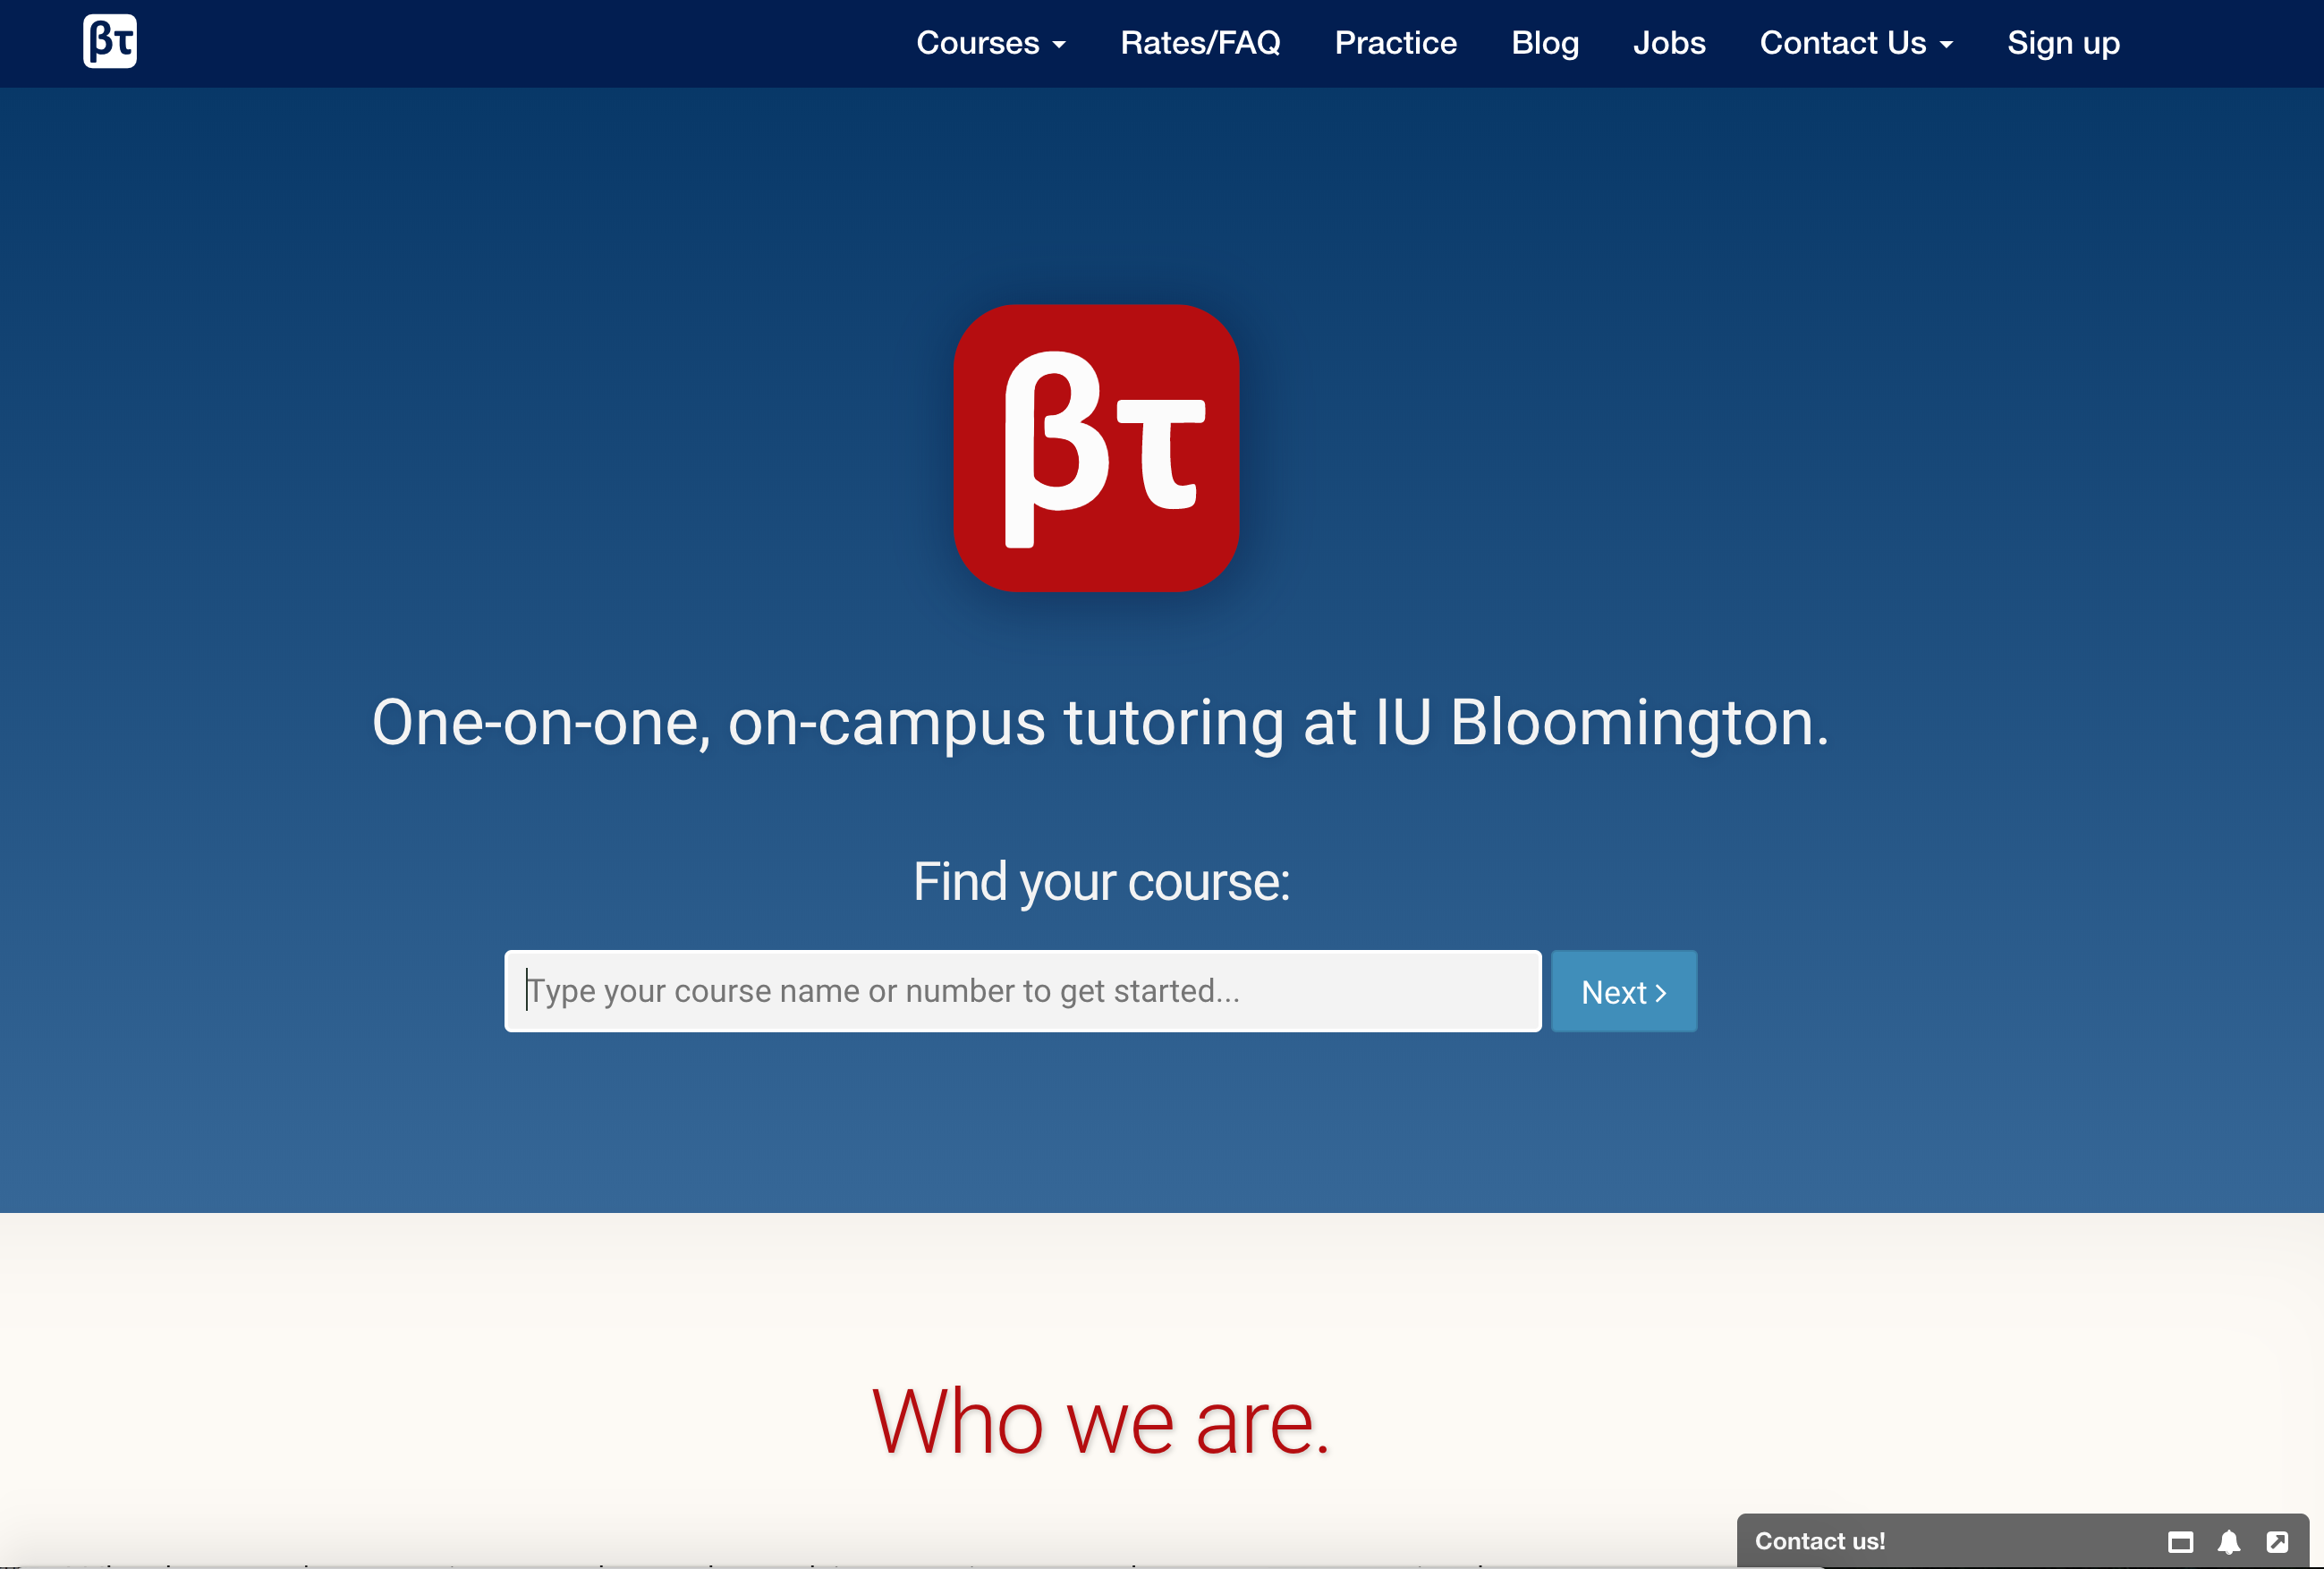 βτ
Courses Rates/FAQ Practice Blog Jobs Contact Us Sign up
βτ
One-on-one, on-campus tutoring at IU Bloomington.
Find your course:
Type your course name or number to get started...
Next >
Who we are.
Contact us!